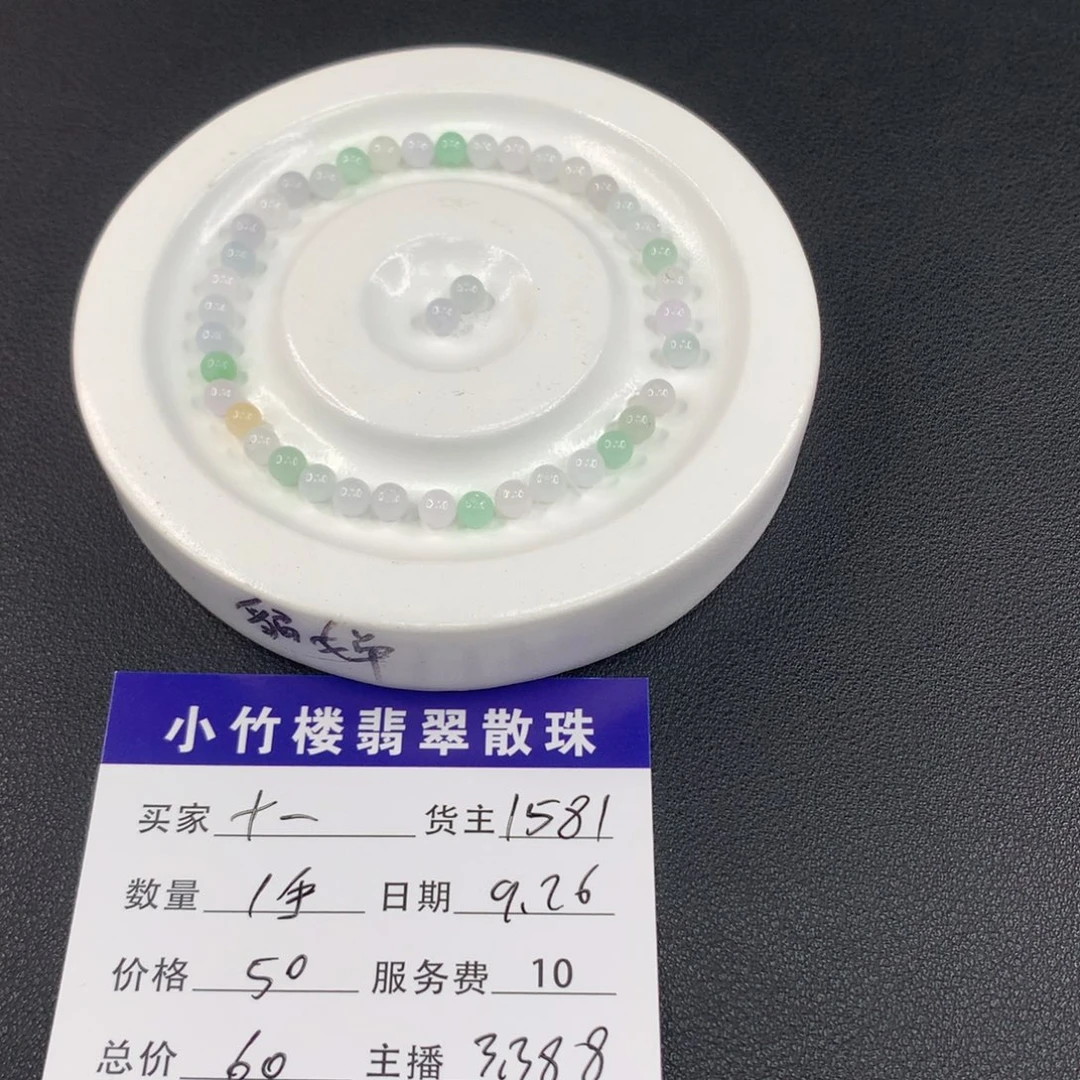 小竹楼翡翠散珠
买家 十一 货主 1581
数量 1手 日期 9.26
价格 50 服务费 10
总价 60 主播 3388